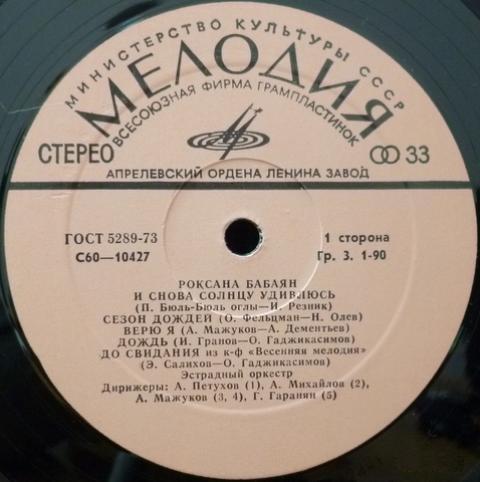 МИНИСТЕРСТВО КУЛЬТУРЫ СССР
МЕЛОДИЯ
ВСЕСОЮЗНАЯ ФИРМА ГРАМПЛАСТИНОК
СТЕРЕО 33
АПРЕЛЕВСКИЙ ОРДЕНА ЛЕНИНА ЗАВОД
ГОСТ 5289-73 1 сторона
С60—10427 Гр. 3. 1-90
РОКСАНА БАБАЯН
И СНОВА СОЛНЦУ УДИВЛЮСЬ
(П. Бюль-Бюль оглы—И. Резник)
СЕЗОН ДОЖДЕЙ (О. Фельцман—Н. Олев)
ВЕРЮ Я (А. Мажуков—А. Дементьев)
ДОЖДЬ (И. Гранов—О. Гаджикасимов)
ДО СВИДАНИЯ из к-ф «Весенняя мелодия»
(Э. Салихов—О. Гаджикасимов)
Эстрадный оркестр
Дирижеры: А. Петухов (1), А. Михайлов (2),
А. Мажуков (3, 4), Г. Гаранян (5)